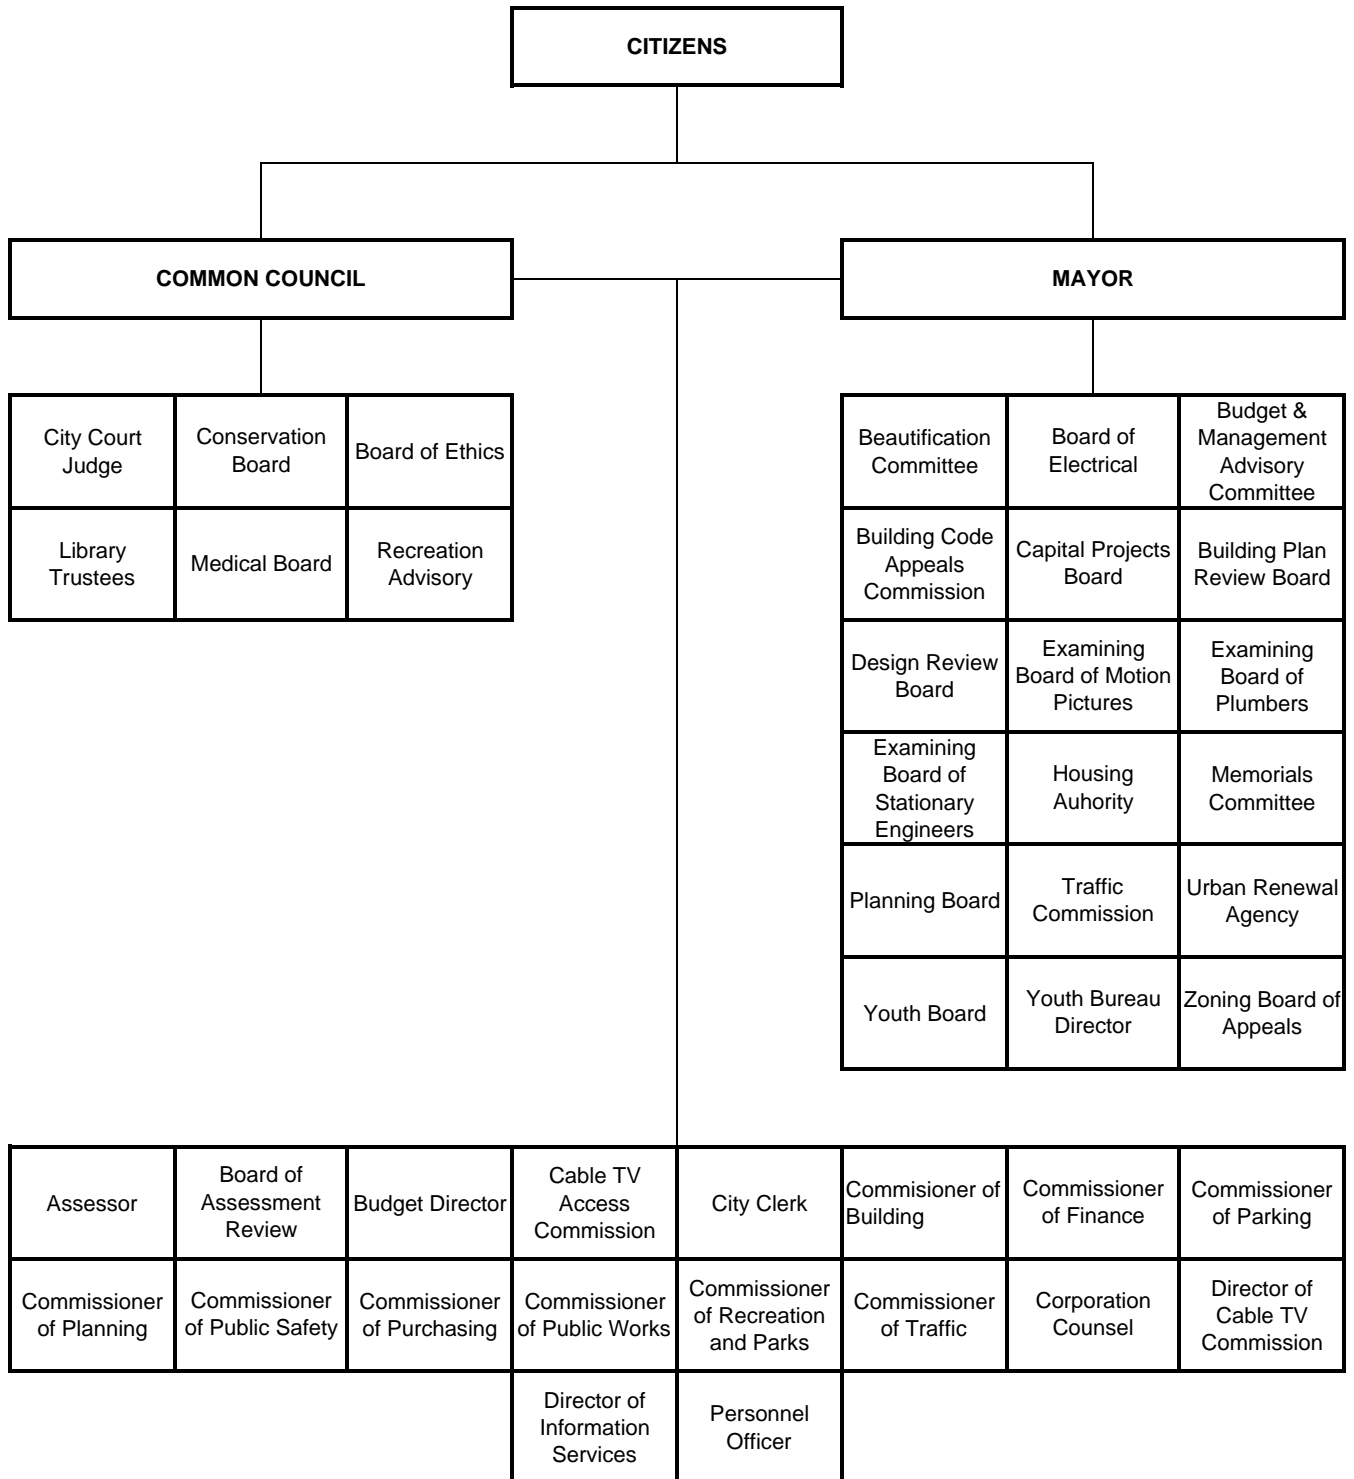 CITIZENS
COMMON COUNCIL
MAYOR
City Court
Judge
Conservation
Board
Board of Ethics
Library
Trustees
Medical Board
Recreation
Advisory
Beautification
Committee
Board of
Electrical
Budget &
Management
Advisory
Committee
Building Code
Appeals
Commission
Capital Projects
Board
Building Plan
Review Board
Design Review
Board
Examining
Board of Motion
Pictures
Examining
Board of
Plumbers
Examining
Board of
Stationary
Engineers
Housing
Auhority
Memorials
Committee
Planning Board
Traffic
Commission
Urban Renewal
Agency
Youth Board
Youth Bureau
Director
Zoning Board of
Appeals
Assessor
Board of
Assessment
Review
Budget Director
Cable TV
Access
Commission
City Clerk
Commisioner of
Building
Commissioner
of Finance
Commissioner
of Parking
Commissioner
of Planning
Commissioner
of Public Safety
Commissioner
of Purchasing
Commissioner
of Public Works
Commissioner
of Recreation
and Parks
Commissioner
of Traffic
Corporation
Counsel
Director of
Cable TV
Commission
Director of
Information
Services
Personnel
Officer